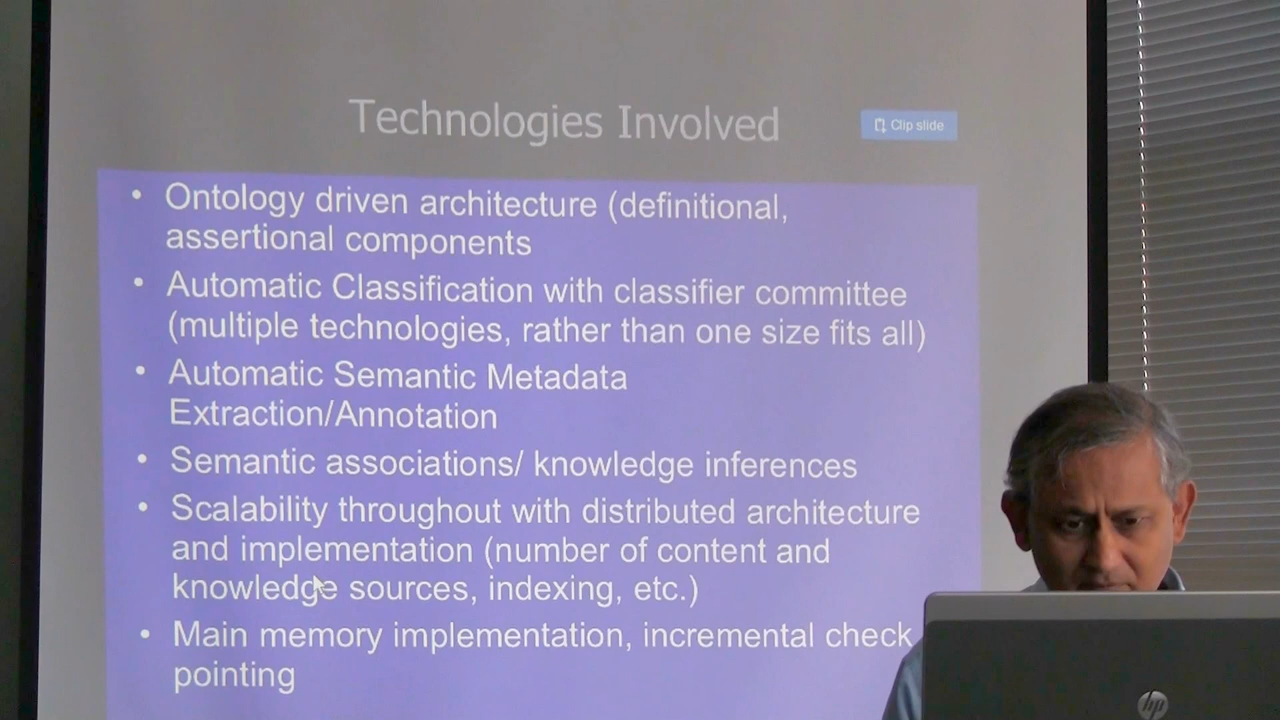 Technologies Involved
Clip slide
• Ontology driven architecture (definitional,
assertional components
• Automatic Classification with classifier committee
(multiple technologies, rather than one size fits all)
• Automatic Semantic Metadata
Extraction/Annotation
• Semantic associations/ knowledge inferences
• Scalability throughout with distributed architecture
and implementation (number of content and
knowledge sources, indexing, etc.)
• Main memory implementation, incremental check
pointing
hp